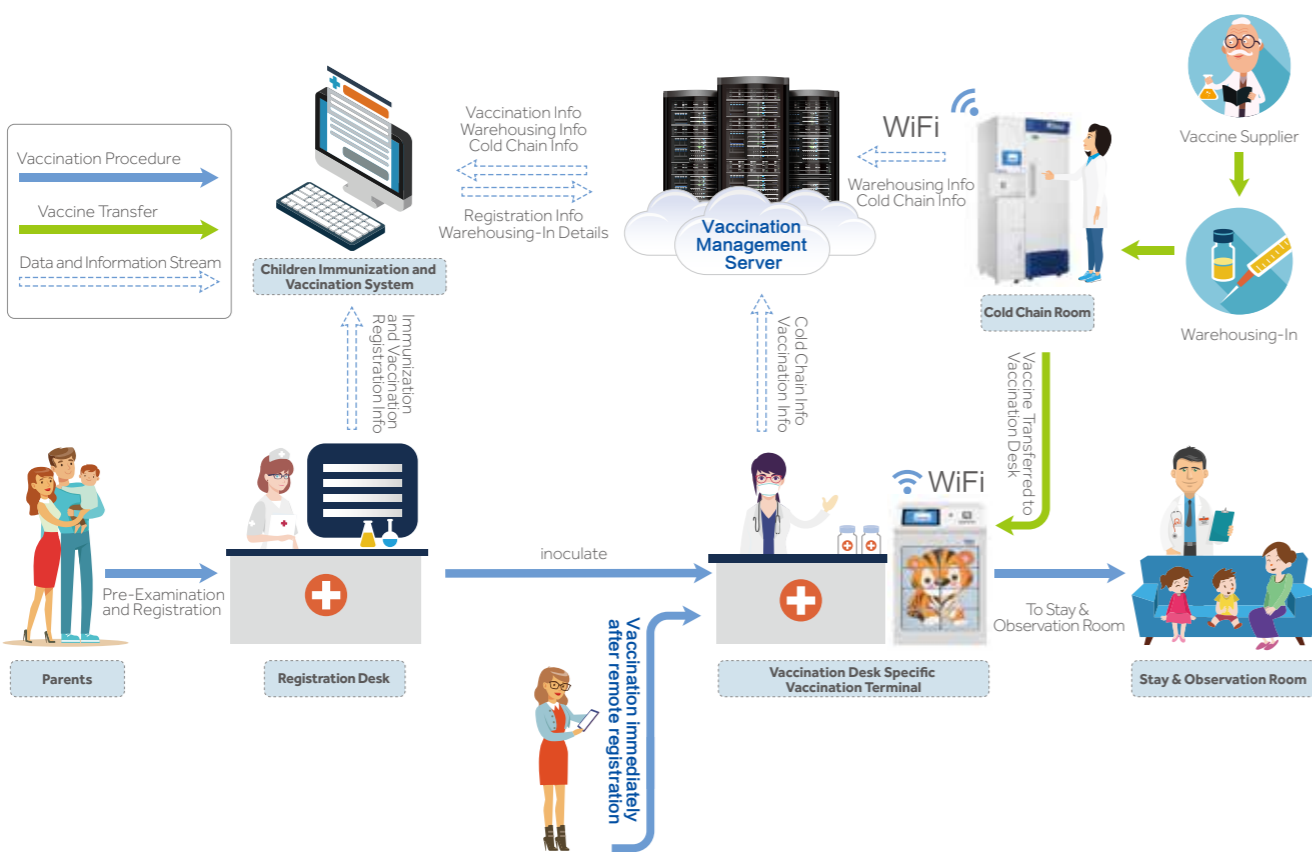 Vaccination Procedure
Vaccine Transfer
Data and Information Stream
Vaccination Info
Warehousing Info
Cold Chain Info
Registration Info
Warehousing-In Details
Children Immunization and
Vaccination System
Vaccination
Management
Server
WiFi
Warehousing Info
Cold Chain Info
Cold Chain Room
Vaccine Supplier
Warehousing-In
Immunization
and Vaccination
Registration Info
Cold Chain Info
Vaccination Info
Vaccine Transferred to
Vaccination Desk
WiFi
Pre-Examination
and Registration
inoculate
To Stay &
Observation Room
Parents
Registration Desk
Vaccination immediately
after remote registration
Vaccination Desk Specific
Vaccination Terminal
Stay & Observation Room